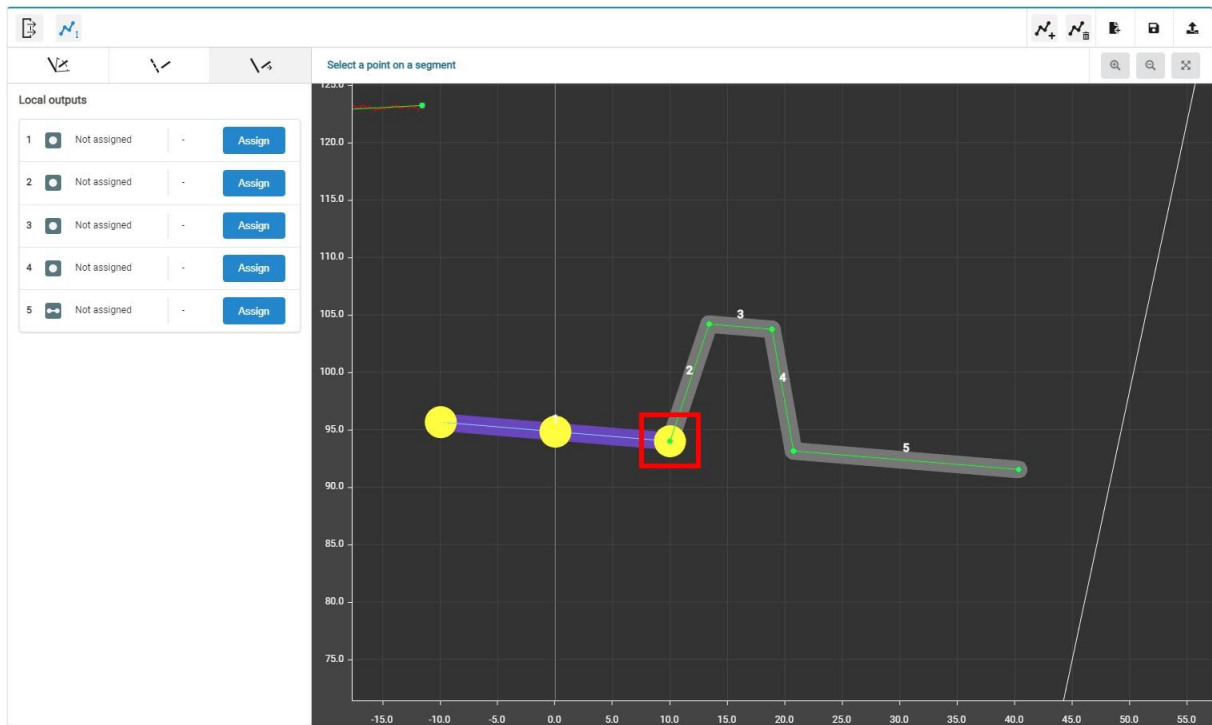 1
Select a point on a segment
Local outputs
1 Not assigned - Assign
2 Not assigned - Assign
3 Not assigned - Assign
4 Not assigned - Assign
5 Not assigned - Assign
125.0
120.0
115.0
110.0
105.0
100.0
95.0
90.0
85.0
80.0
75.0
3
2
4
1
5
-15.0 -10.0 -5.0 0.0 5.0 10.0 15.0 20.0 25.0 30.0 35.0 40.0 45.0 50.0 55.0